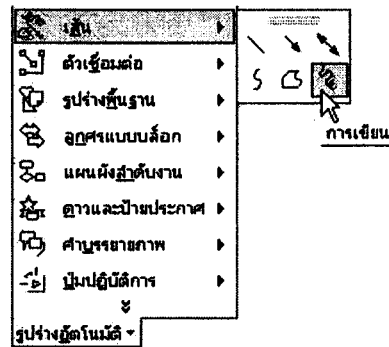 เส้น
การเขียน
ตัวเชื่อมต่อ
รูปร่างพื้นฐาน
ลูกศรแบบบล็อก
แผนผังลำดับงาน
ดาวและป้ายประกาศ
คำบรรยายภาพ
ปุ่มปฏิบัติการ
รูปร่างอัตโนมัติ